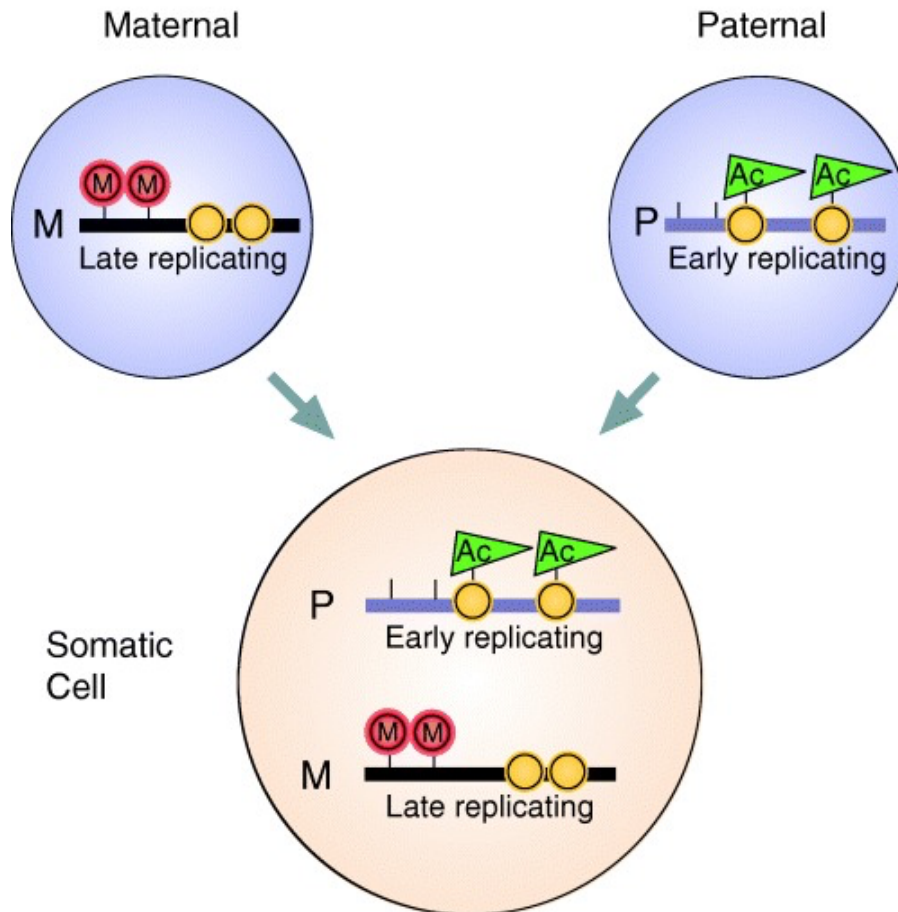 Maternal
Paternal
M M
M
Late replicating
Ac Ac
P
Early replicating
Somatic
Cell
Ac Ac
P
Early replicating
M M
M
Late replicating